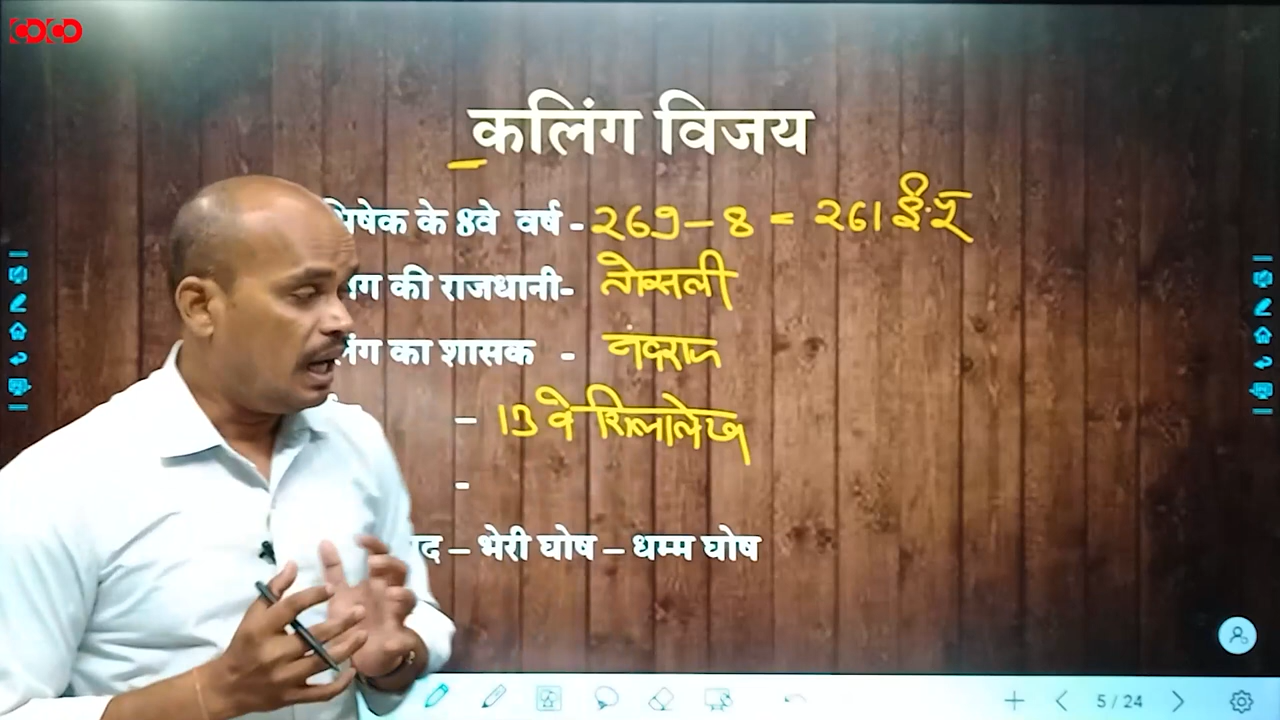 कलिंग विजय
भिषेक के 8वे वर्ष - 269 - 8 = 261 ई.पू
की राजधानी- तोसली
का शासक - नंदराज
- 13 वे शिलालेख
-
– भेरी घोष – धम्म घोष
5 / 24